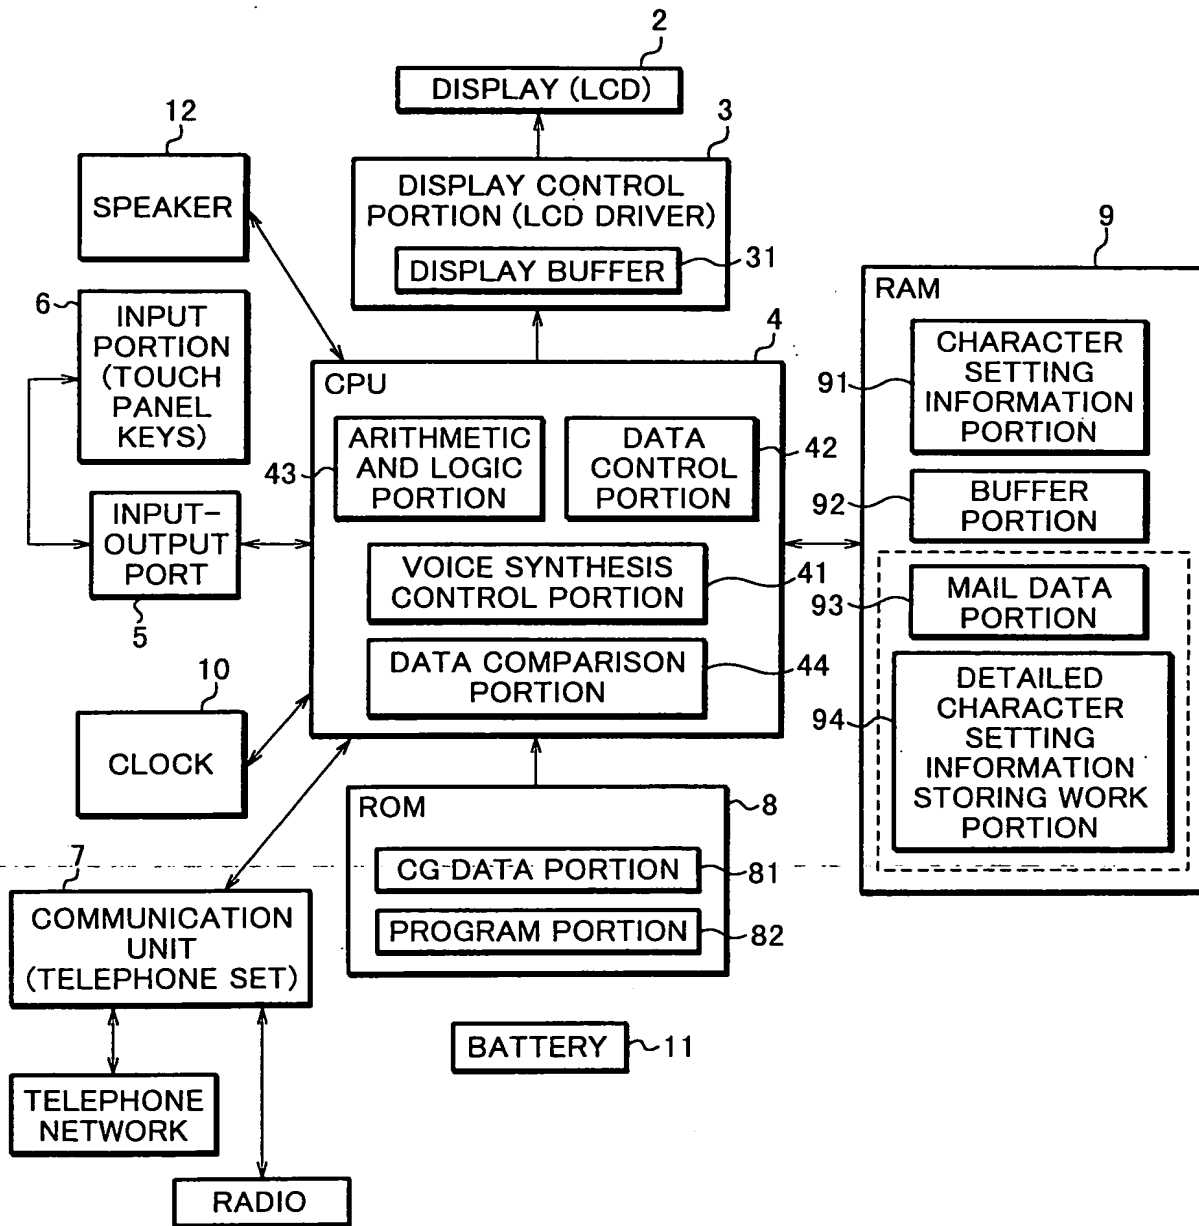 2
DISPLAY (LCD)
12
3
SPEAKER
DISPLAY CONTROL
PORTION (LCD DRIVER)
DISPLAY BUFFER
31
9
RAM
6
INPUT
PORTION
(TOUCH
PANEL
KEYS)
4
CPU
CHARACTER
SETTING
INFORMATION
PORTION
91
43
ARITHMETIC
AND LOGIC
PORTION
DATA
CONTROL
PORTION
42
92
BUFFER
PORTION
INPUT-
OUTPUT
PORT
5
VOICE SYNTHESIS
CONTROL PORTION
41
93
MAIL DATA
PORTION
DATA COMPARISON
PORTION
44
94
DETAILED
CHARACTER
SETTING
INFORMATION
STORING WORK
PORTION
10
CLOCK
ROM
8
CG DATA PORTION
81
PROGRAM PORTION
82
7
COMMUNICATION
UNIT
(TELEPHONE SET)
BATTERY
11
TELEPHONE
NETWORK
RADIO